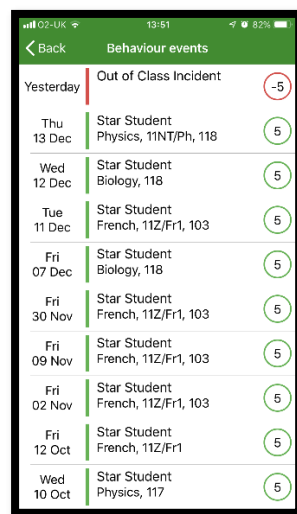 O2-UK 13:51 82%
Back Behaviour events
Yesterday Out of Class Incident -5
Thu Star Student
13 Dec Physics, 11NT/Ph, 118 5
Wed Star Student
12 Dec Biology, 118 5
Tue Star Student
11 Dec French, 11Z/Fr1, 103 5
Fri Star Student
07 Dec Biology, 118 5
Fri Star Student
30 Nov French, 11Z/Fr1, 103 5
Fri Star Student
09 Nov French, 11Z/Fr1, 103 5
Fri Star Student
02 Nov French, 11Z/Fr1, 103 5
Fri Star Student
12 Oct French, 11Z/Fr1 5
Wed Star Student
10 Oct Physics, 117 5